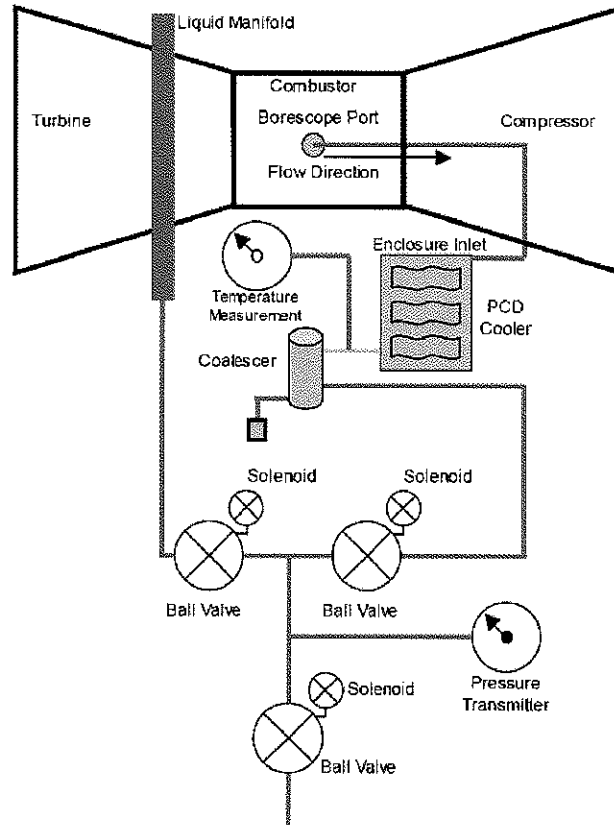 Liquid Manifold
Combustor
Turbine
Borescope Port
Compressor
Flow Direction
Enclosure Inlet
Temperature
Measurement
PCD
Cooler
Coalescer
Solenoid
Solenoid
Ball Valve
Ball Valve
Solenoid
Pressure
Transmitter
Ball Valve